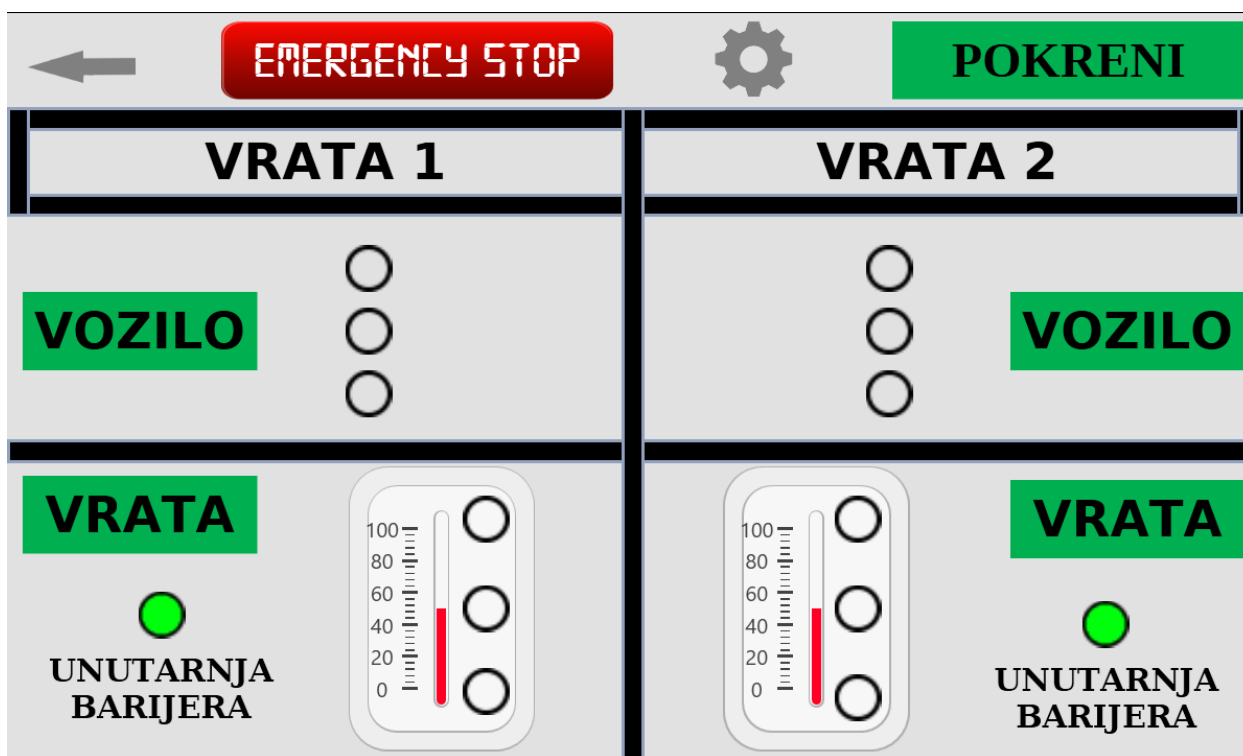 EMERGENCY STOP
POKRENI
VRATA 1
VRATA 2
VOZILO
VOZILO
VRATA
100
80
60
40
20
0
UNUTARNJA
BARIJERA
100
80
60
40
20
0
VRATA
UNUTARNJA
BARIJERA